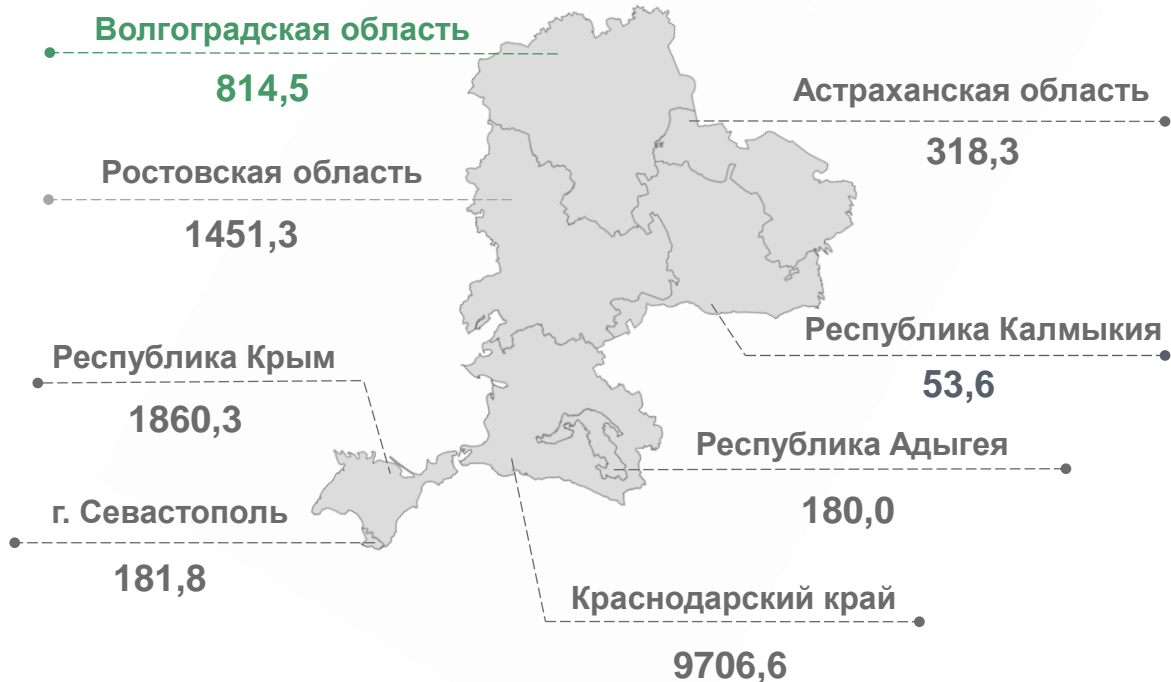 Волгоградская область
814,5
Астраханская область
318,3
Ростовская область
1451,3
Республика Калмыкия
53,6
Республика Крым
1860,3
Республика Адыгея
180,0
г. Севастополь
181,8
Краснодарский край
9706,6